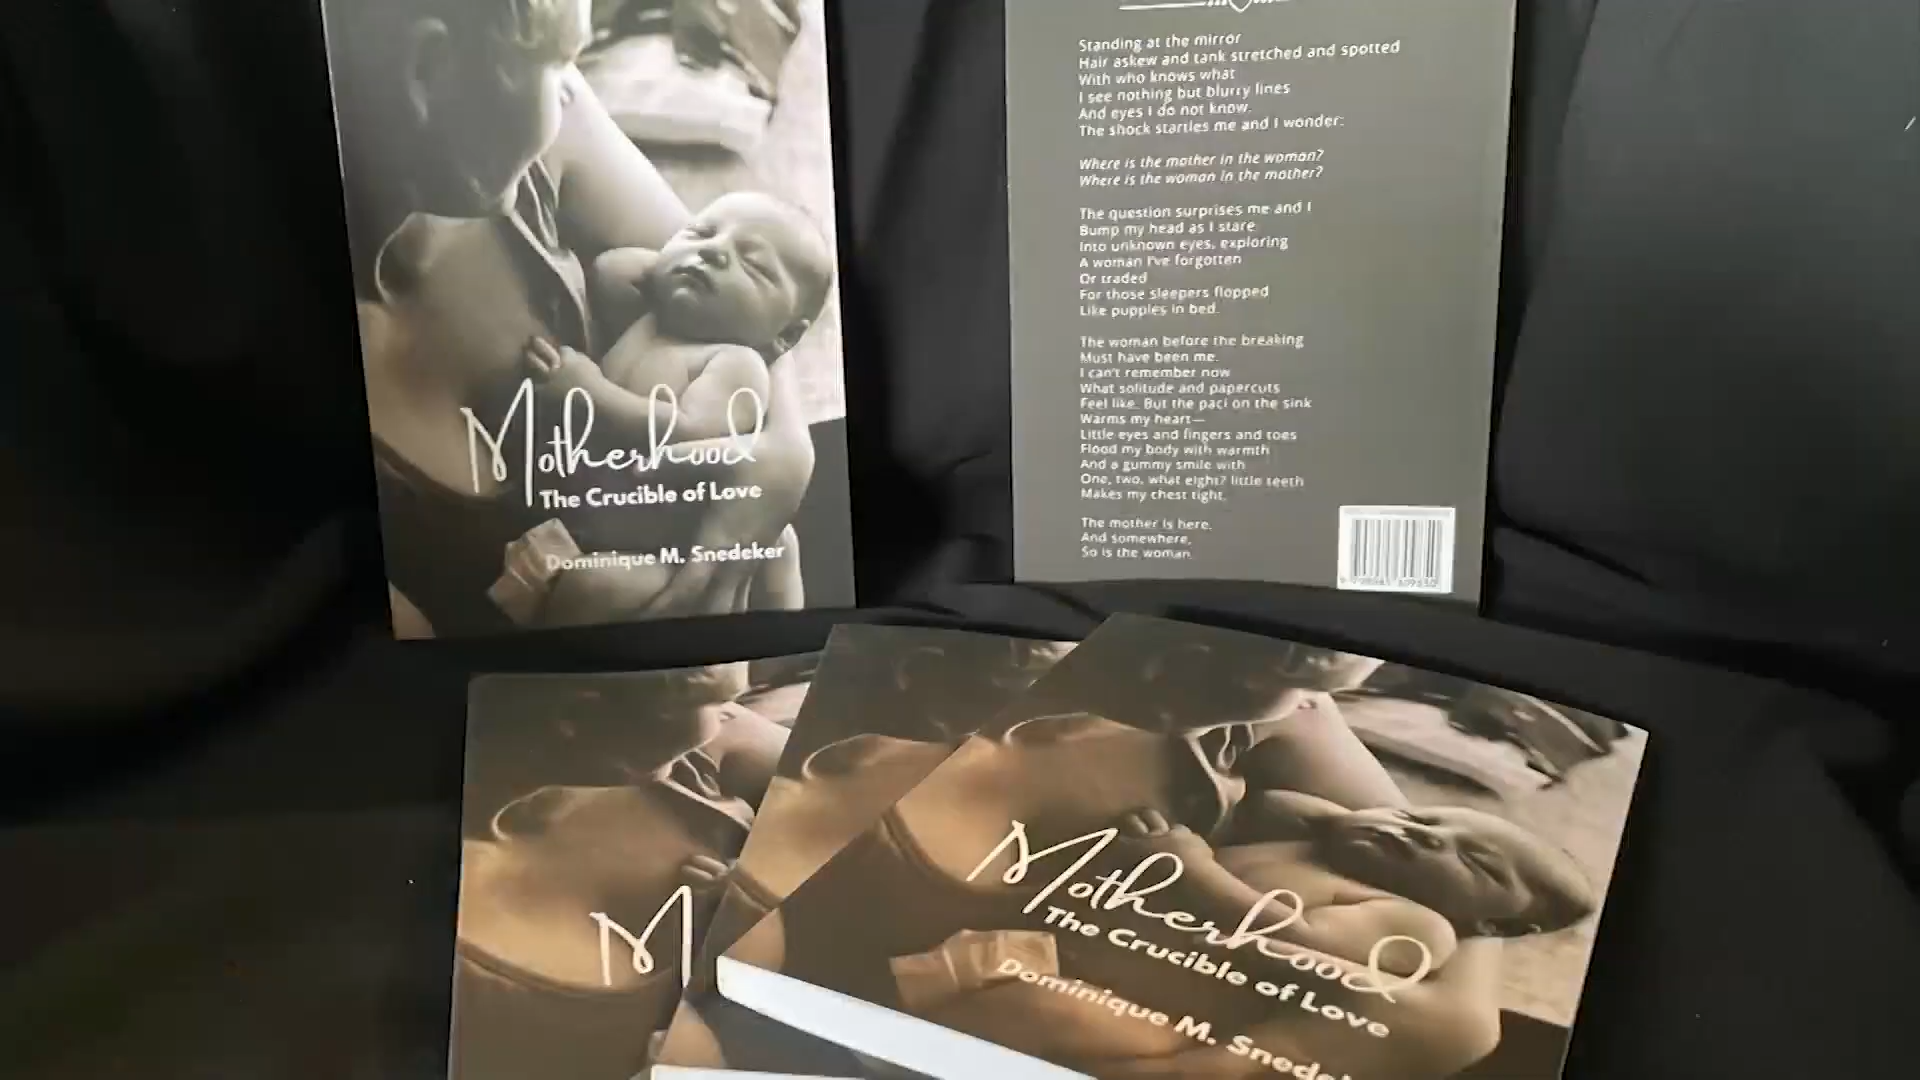 Motherhood
The Crucible of Love
Dominique M. Snedeker
Standing at the mirror
Hair askew and tank stretched and spotted
With who knows what
I see nothing but blurry lines
And eyes I do not know.
The shock startles me and I wonder:
Where is the mother in the woman?
Where is the woman in the mother?
The question surprises me and I
Bump my head as I stare
Into unknown eyes, exploring
A woman I've forgotten
Or traded
For those sleepers flopped
Like puppies in bed.
The woman before the breaking
Must have been me.
I can't remember now
What solitude and papercuts
Feel like. But the paci on the sink
Warms my heart—
Little eyes and fingers and toes
Flood my body with warmth
And a gummy smile with
One, two, what eight? little teeth
Makes my chest tight.
The mother is here.
And somewhere,
So is the woman.
M
Motherhood
The Crucible of Love
Dominique M. Snede